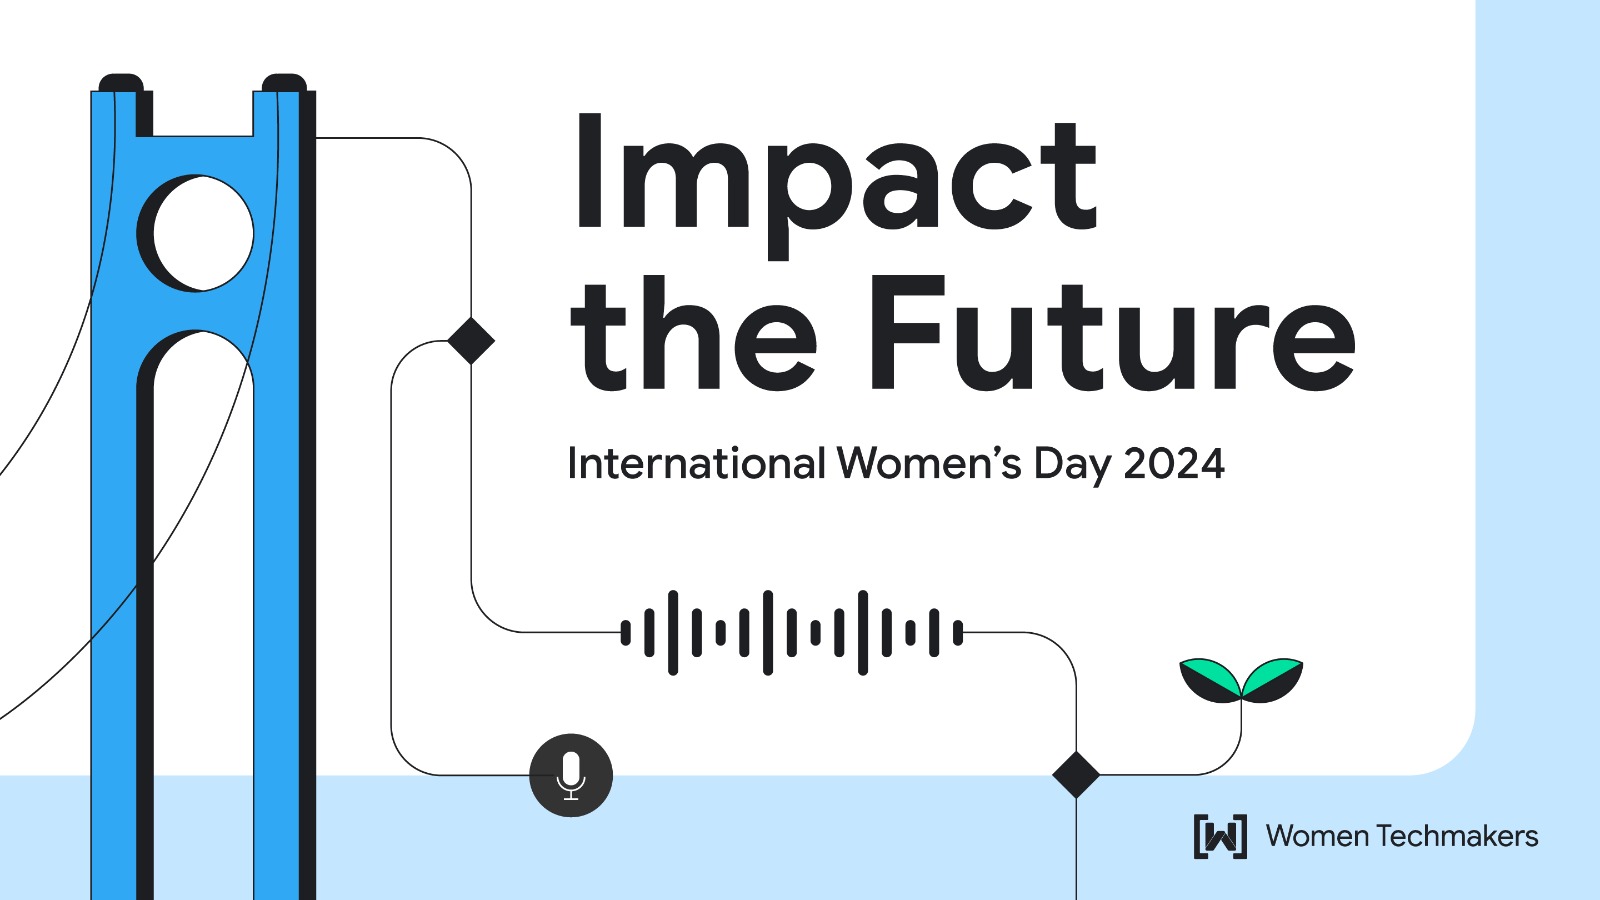 Impact
the Future
International Women’s Day 2024
[W] Women Techmakers